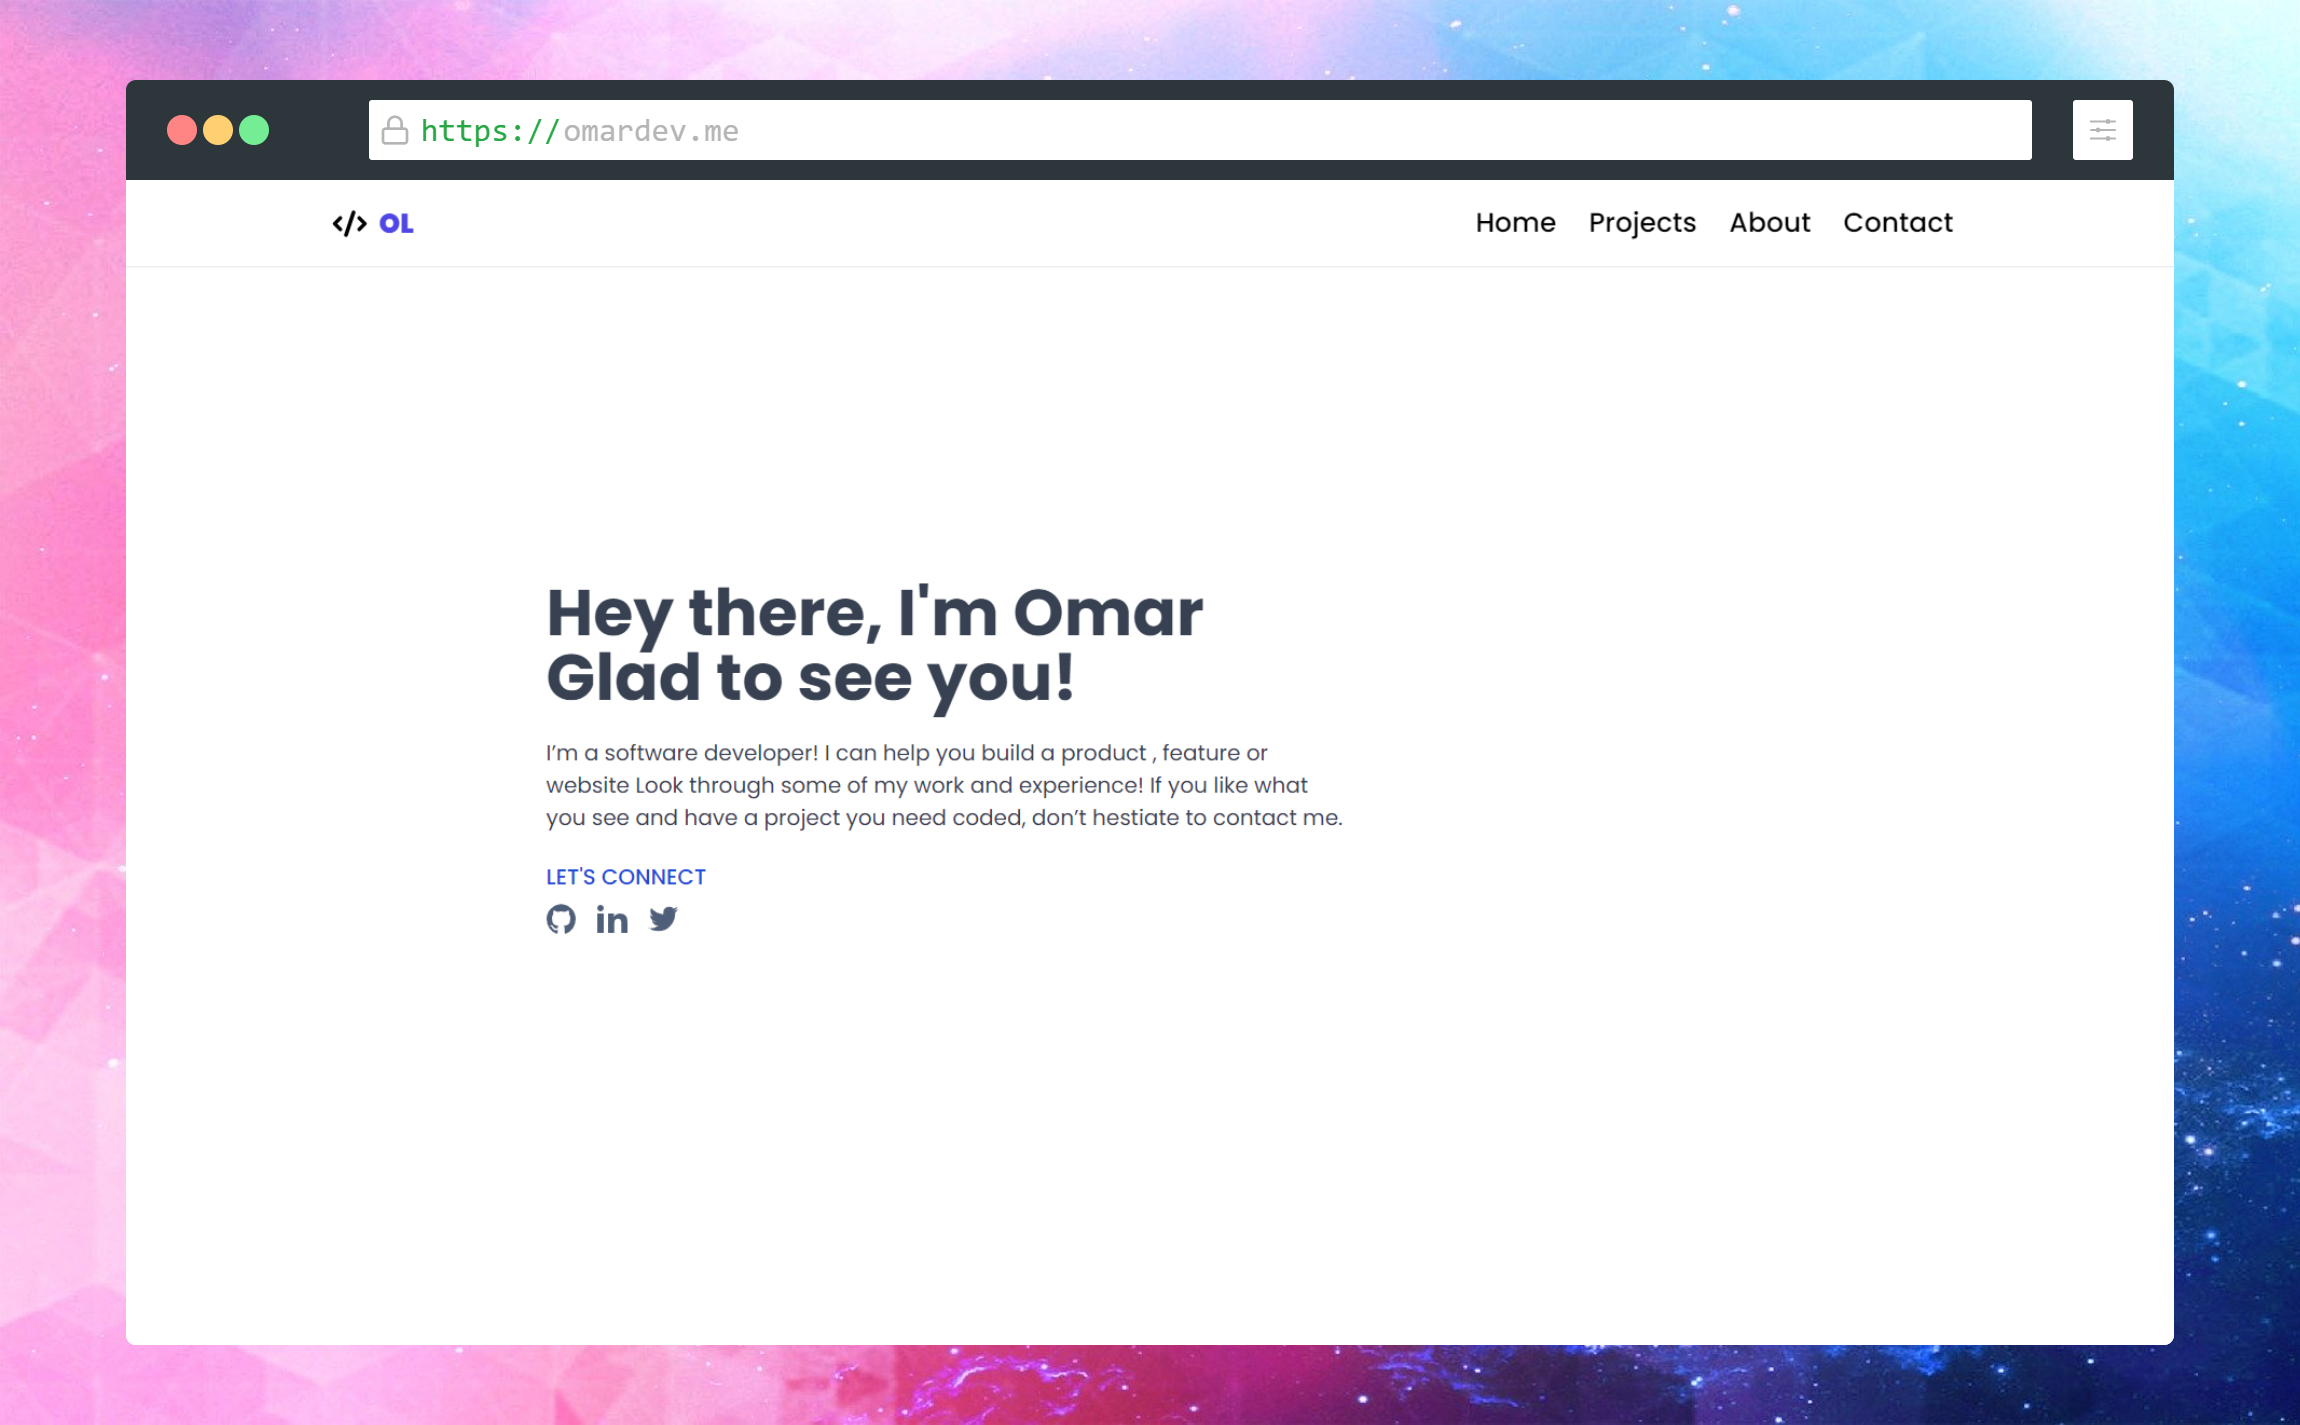 https://omardev.me
</> OL
Home Projects About Contact
Hey there, I'm Omar
Glad to see you!
I’m a software developer! I can help you build a product , feature or
website Look through some of my work and experience! If you like what
you see and have a project you need coded, don’t hestiate to contact me.
LET'S CONNECT
in